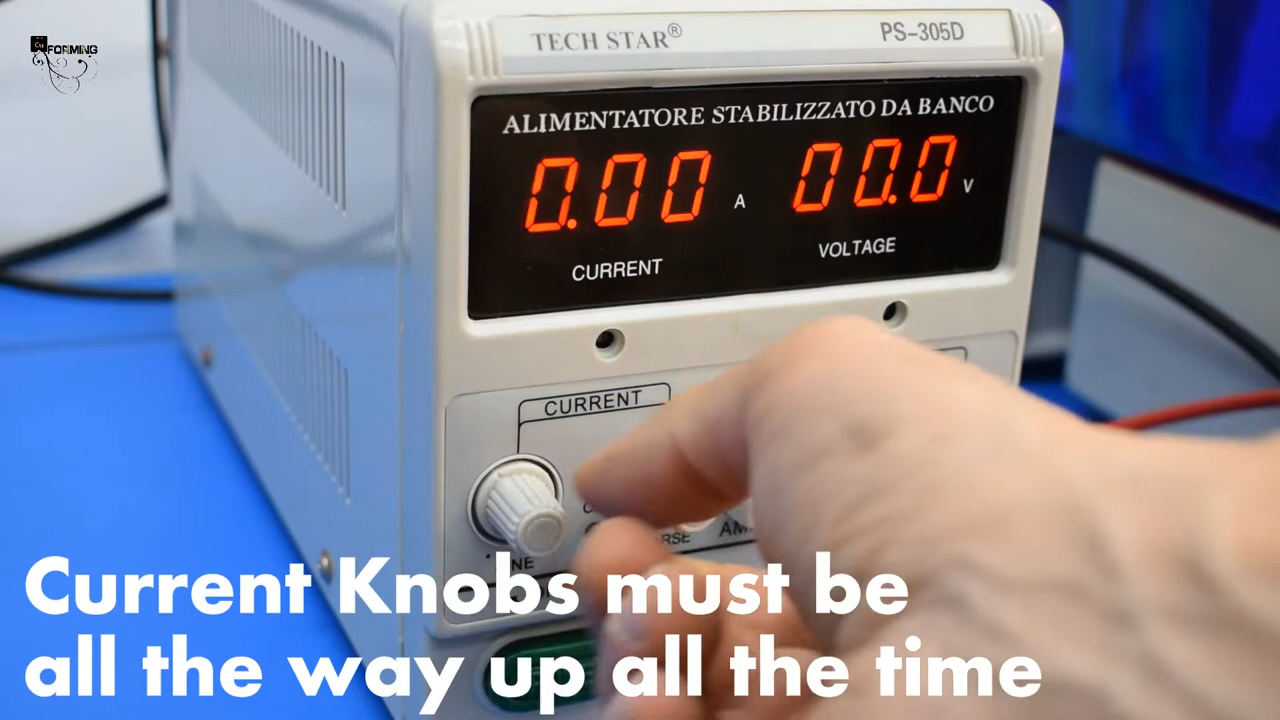 Cu
FORMING
TECH STAR®
PS-305D
ALIMENTATORE STABILIZZATO DA BANCO
0.00 A
00.0 V
CURRENT
VOLTAGE
CURRENT
Current Knobs must be
all the way up all the time